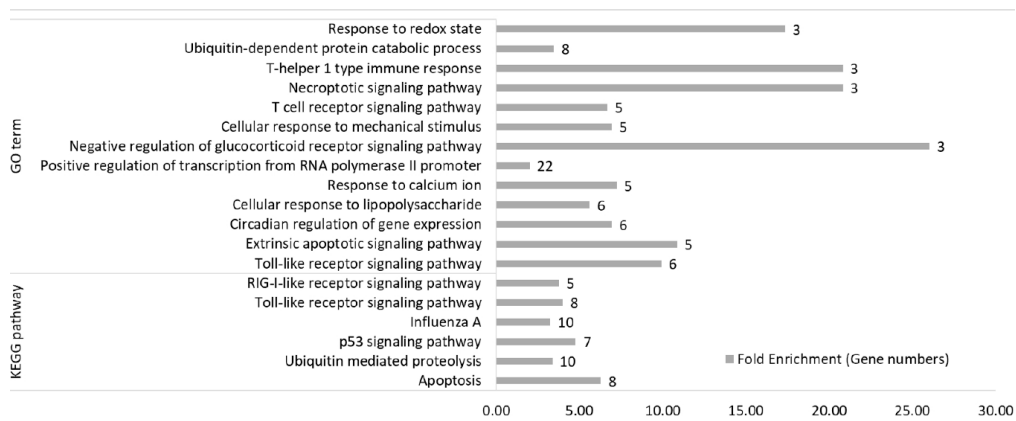 Response to redox state 3
Ubiquitin-dependent protein catabolic process 8
T-helper 1 type immune response 3
Necroptotic signaling pathway 3
T cell receptor signaling pathway 5
Cellular response to mechanical stimulus 5
Negative regulation of glucocorticoid receptor signaling pathway 3
Positive regulation of transcription from RNA polymerase II promoter 22
Response to calcium ion 5
Cellular response to lipopolysaccharide 6
Circadian regulation of gene expression 6
Extrinsic apoptotic signaling pathway 5
Toll-like receptor signaling pathway 6
GO term
RIG-I-like receptor signaling pathway 5
Toll-like receptor signaling pathway 8
Influenza A 10
p53 signaling pathway 7
Ubiquitin mediated proteolysis 10
Apoptosis 8
KEGG pathway
Fold Enrichment (Gene numbers)
0.00 5.00 10.00 15.00 20.00 25.00 30.00